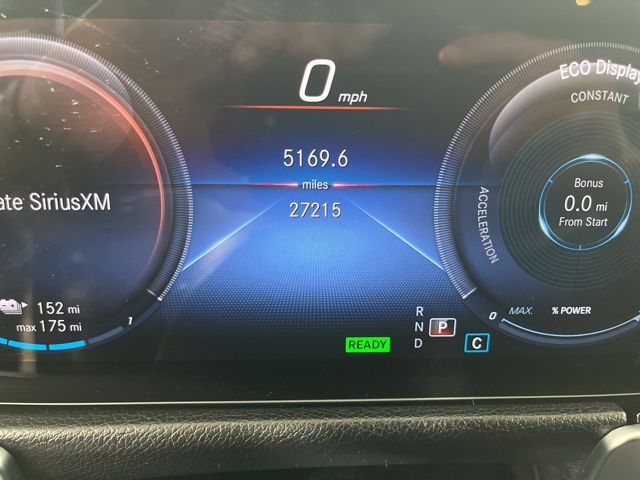 0 mph
5169.6
miles
27215
ate SiriusXM
152 mi
max 175 mi
1
ECO Display
CONSTANT
ACCELERATION
Bonus
0.0 mi
From Start
0
MAX. % POWER
R
N P
D C
READY